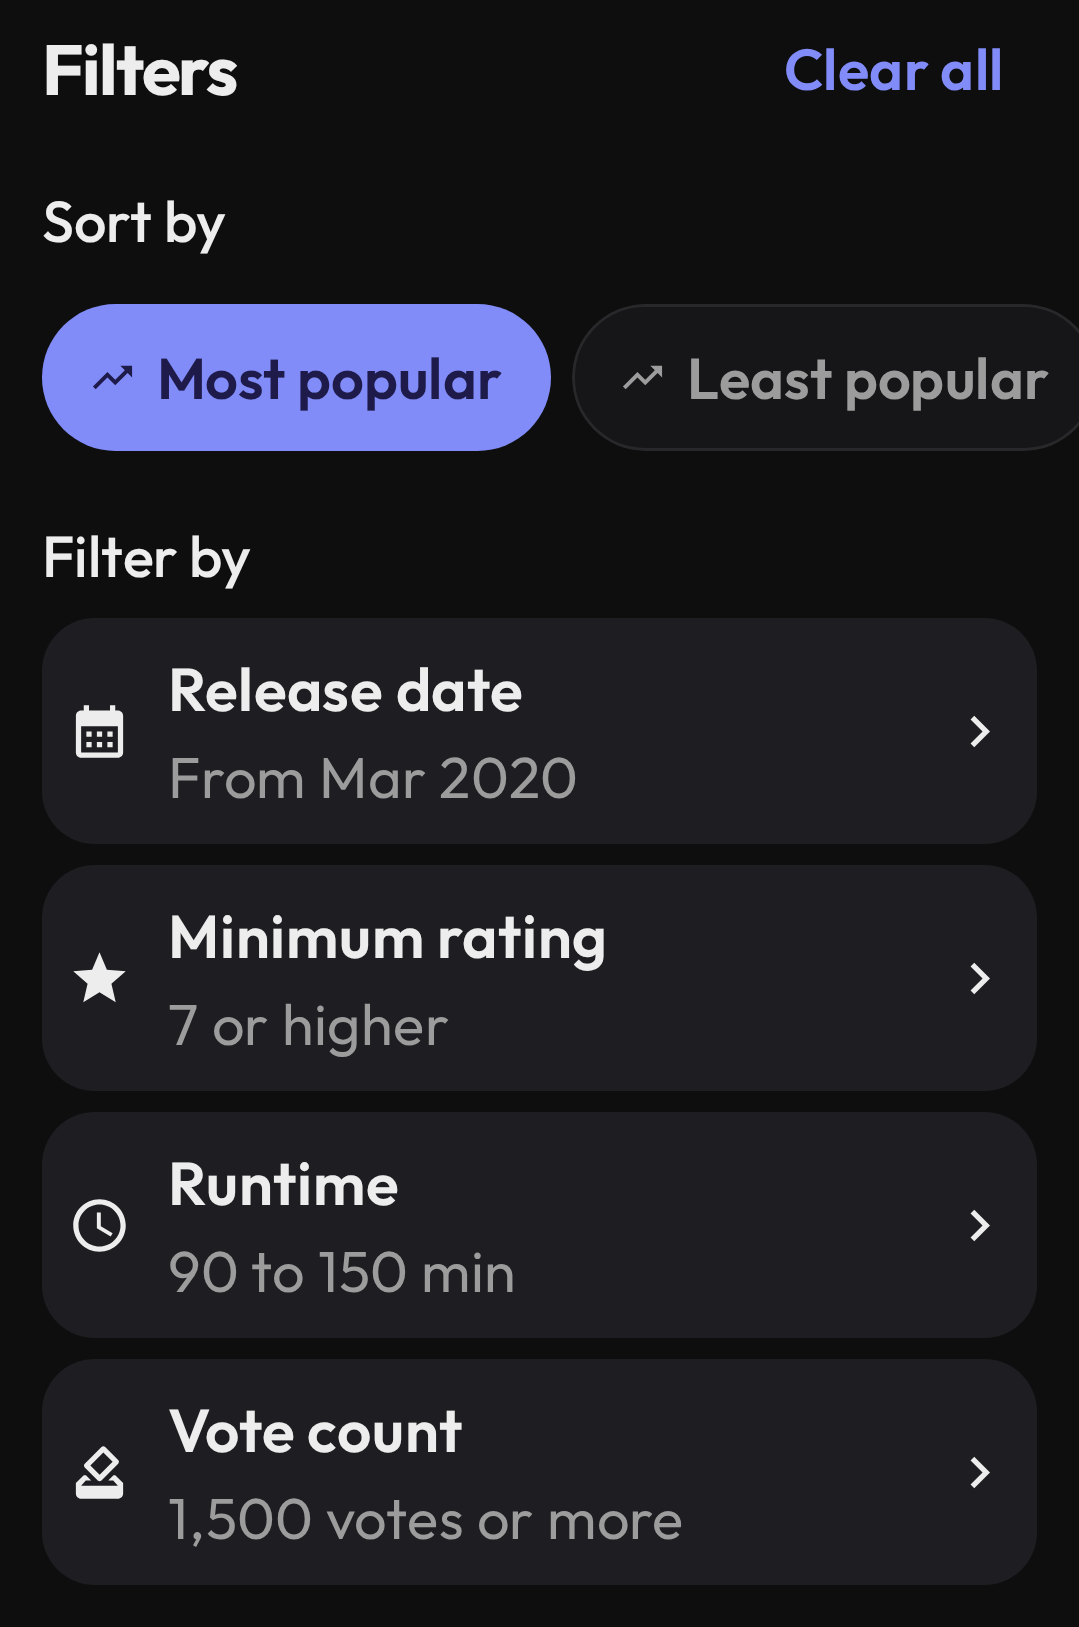 Filters
Clear all
Sort by
Most popular
Least popular
Filter by
Release date
From Mar 2020
Minimum rating
7 or higher
Runtime
90 to 150 min
Vote count
1,500 votes or more